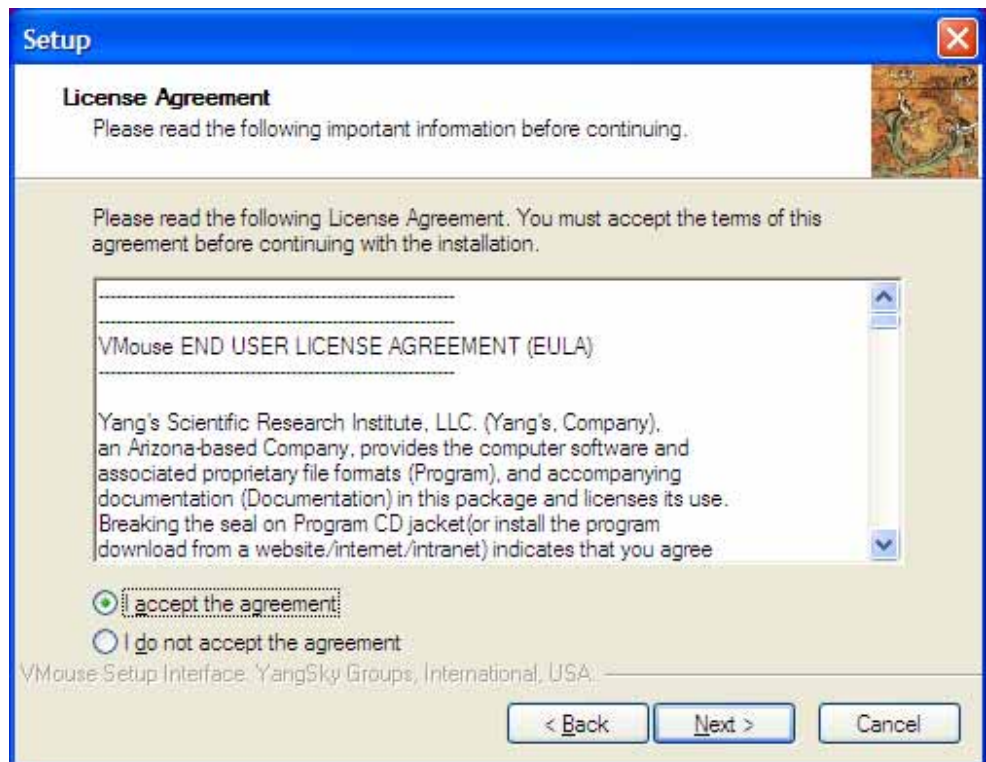 Setup
License Agreement
Please read the following important information before continuing.
Please read the following License Agreement. You must accept the terms of this
agreement before continuing with the installation.
------------------------------------------------------------
------------------------------------------------------------
VMouse END USER LICENSE AGREEMENT (EULA)
------------------------------------------------------------
Yang's Scientific Research Institute, LLC. (Yang's, Company),
an Arizona-based Company, provides the computer software and
associated proprietary file formats (Program), and accompanying
documentation (Documentation) in this package and licenses its use.
Breaking the seal on Program CD jacket(or install the program
download from a website/internet/intranet) indicates that you agree
I accept the agreement
I do not accept the agreement
VMouse Setup Interface. YangSky Groups, International, USA.
< Back
Next >
Cancel